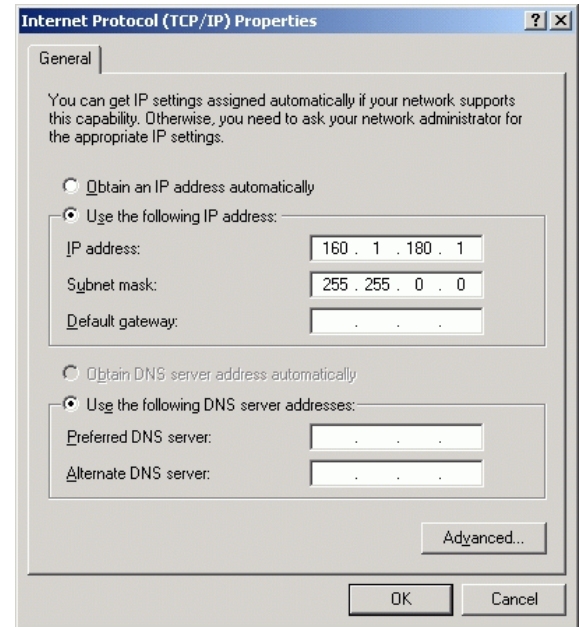 Internet Protocol (TCP/IP) Properties
General
You can get IP settings assigned automatically if your network supports
this capability. Otherwise, you need to ask your network administrator for
the appropriate IP settings.
Obtain an IP address automatically
Use the following IP address:
IP address: 160 . 1 . 180 . 1
Subnet mask: 255 . 255 . 0 . 0
Default gateway: . . .
Obtain DNS server address automatically
Use the following DNS server addresses:
Preferred DNS server: . . .
Alternate DNS server: . . .
Advanced...
OK Cancel